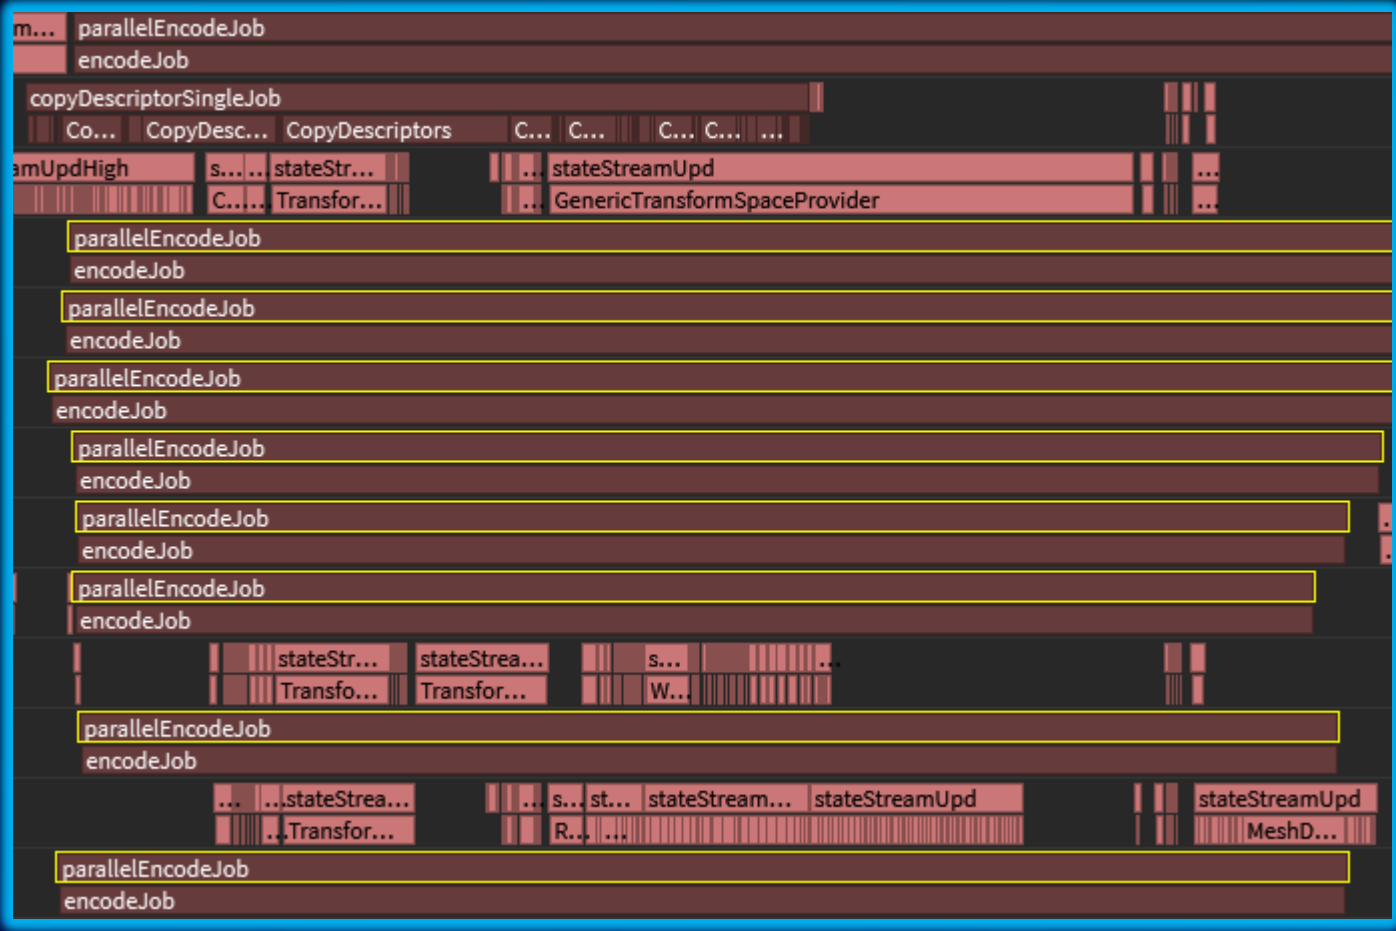 m... parallelEncodeJob
encodeJob
copyDescriptorSingleJob
Co... CopyDesc... CopyDescriptors C... C... C... C... ...
amUpdHigh s... ... stateStr... ... stateStreamUpd ...
C... ... Transfor... ... GenericTransformSpaceProvider ...
parallelEncodeJob
encodeJob
parallelEncodeJob
encodeJob
parallelEncodeJob
encodeJob
parallelEncodeJob
encodeJob
parallelEncodeJob
encodeJob
parallelEncodeJob
encodeJob
stateStr... stateStrea... s... ...
Transfo... Transfor... W...
parallelEncodeJob
encodeJob
... ...stateStrea... ... s... st... stateStream... stateStreamUpd stateStreamUpd
...Transfor... R... ... MeshD...
parallelEncodeJob
encodeJob